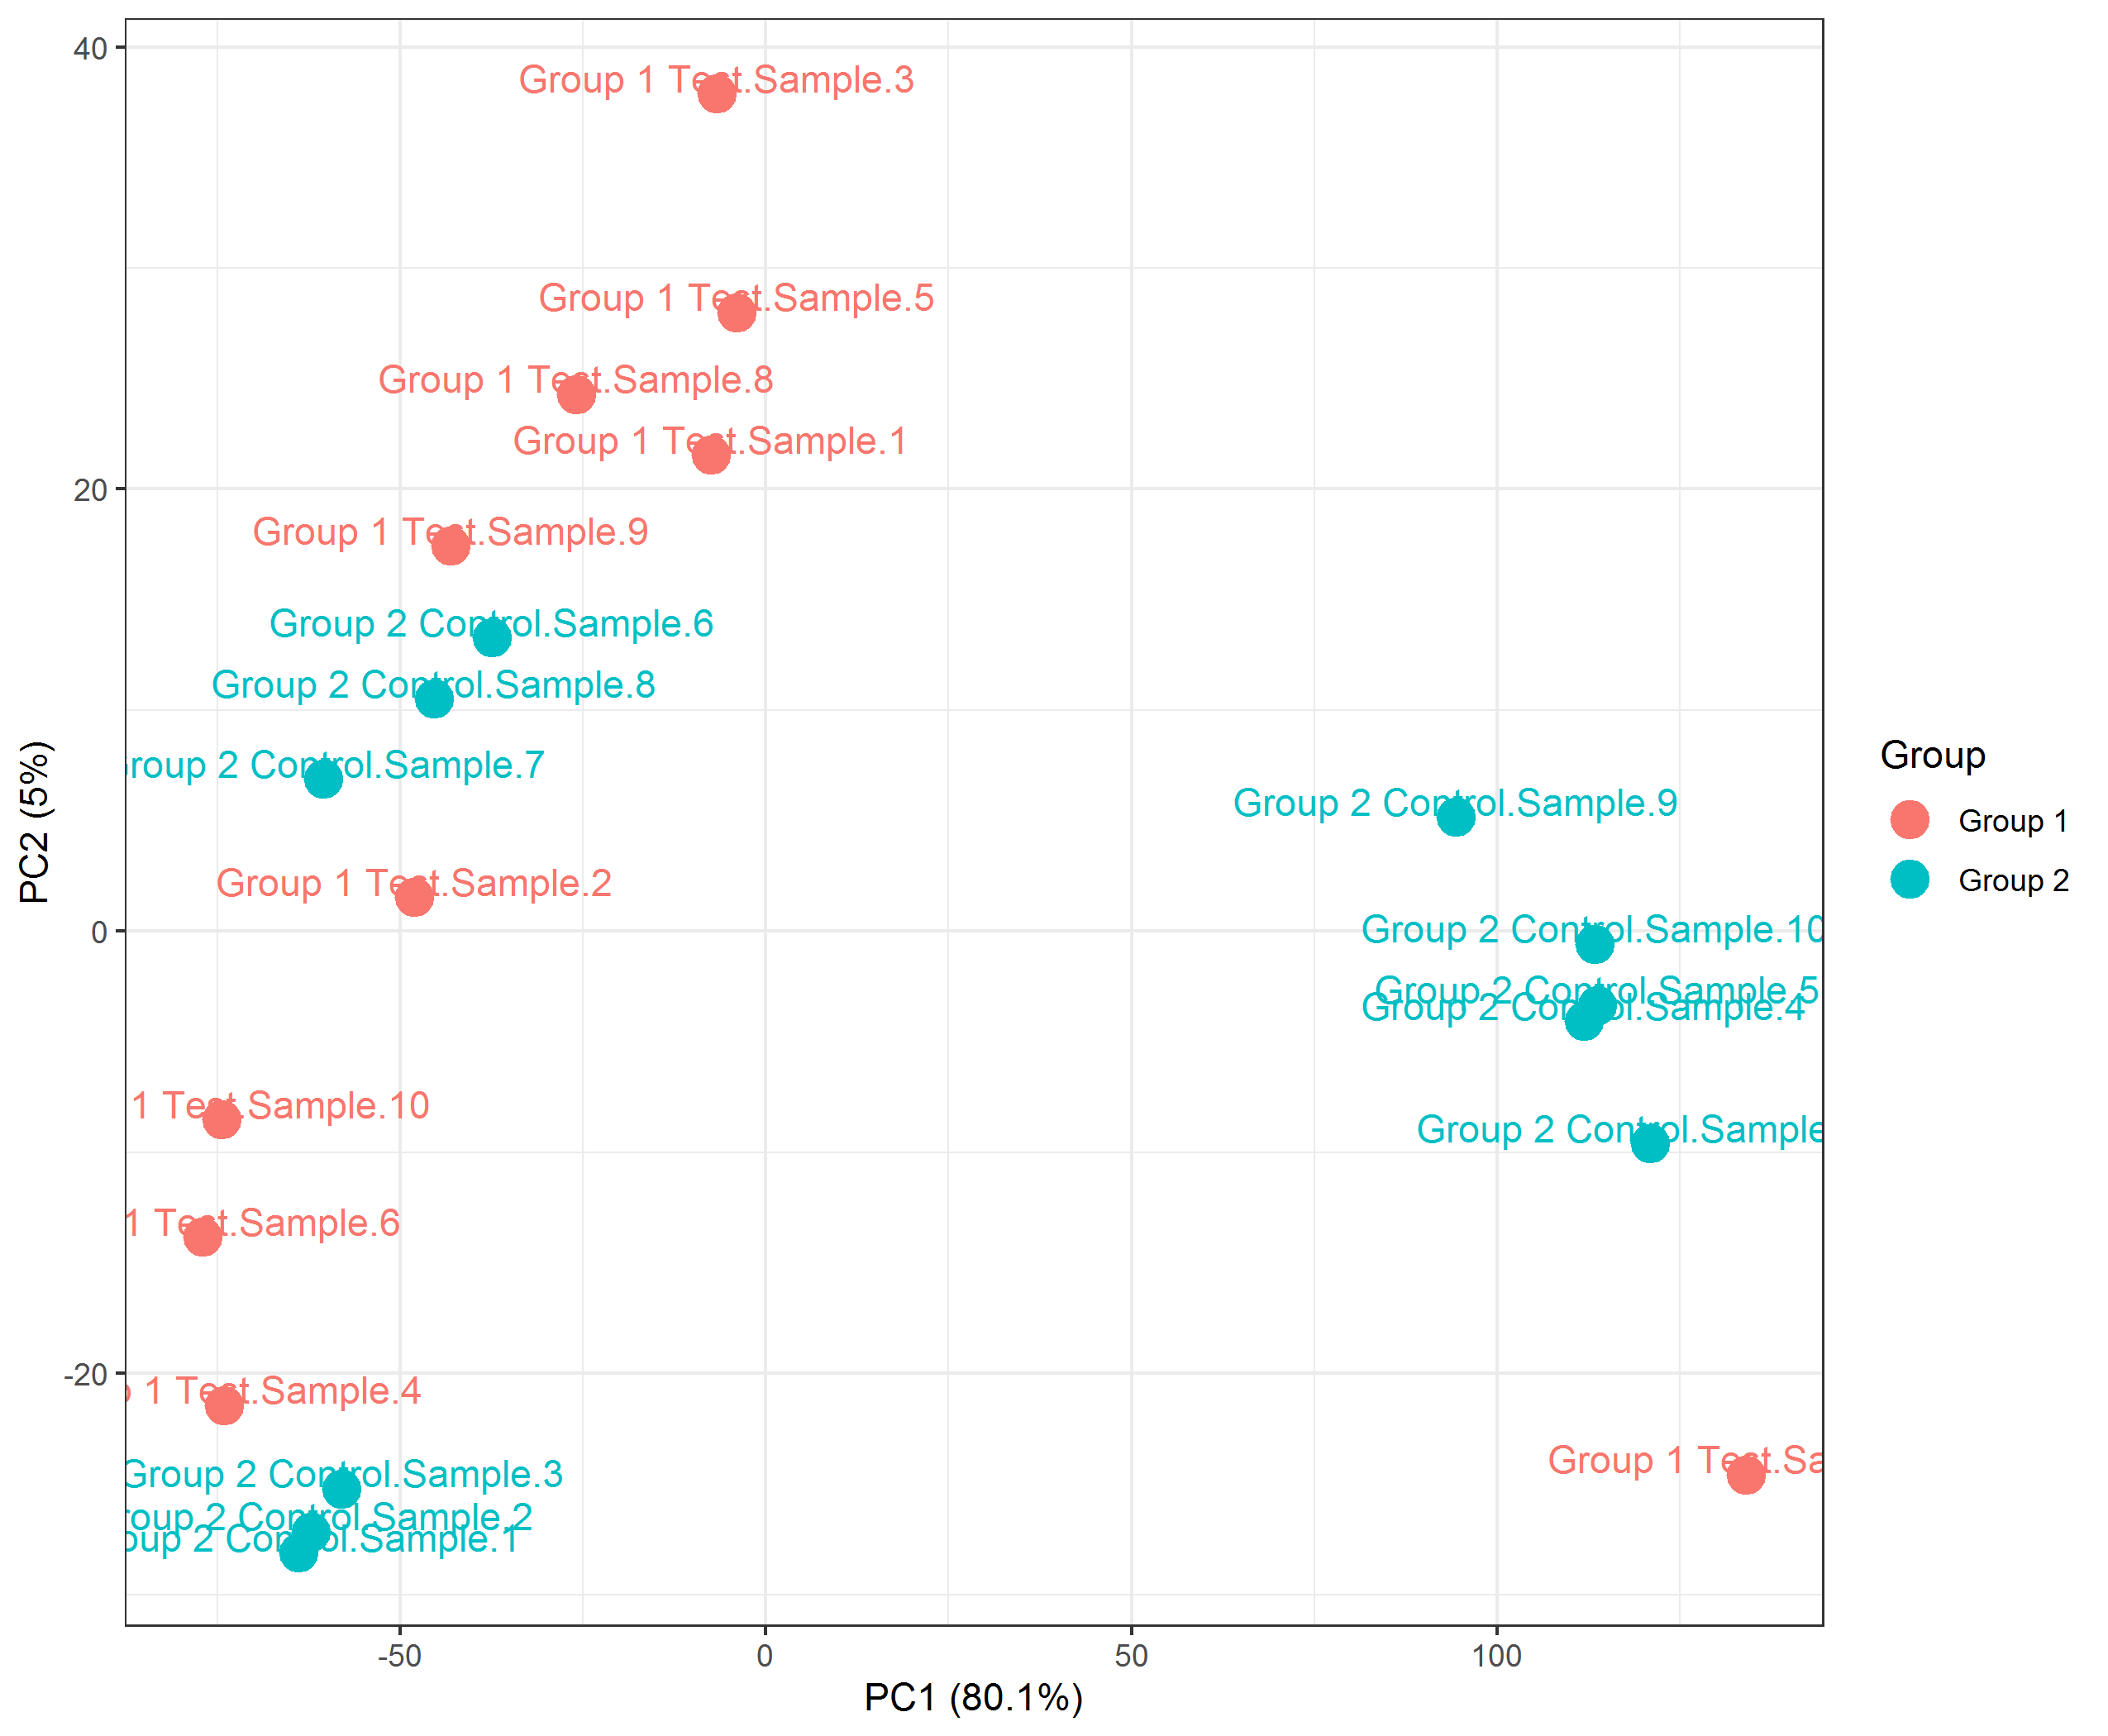 40
Group 1 Test.Sample.3
Group 1 Test.Sample.5
Group 1 Test.Sample.8
Group 1 Test.Sample.1
20
Group 1 Test.Sample.9
Group 2 Control.Sample.6
Group 2 Control.Sample.8
Group 2 Control.Sample.7
Group 2 Control.Sample.9
Group 1 Test.Sample.2
0
Group 2 Control.Sample.10
Group 2 Control.Sample.5
Group 2 Control.Sample.4
1 Test.Sample.10
Group 2 Control.Sample
1 Test.Sample.6
-20
1 Test.Sample.4
Group 1 Test.Sa
Group 2 Control.Sample.3
2 Control.Sample.2
2 Control.Sample.1
-50
0
50
100
PC1 (80.1%)
PC2 (5%)
Group
Group 1
Group 2